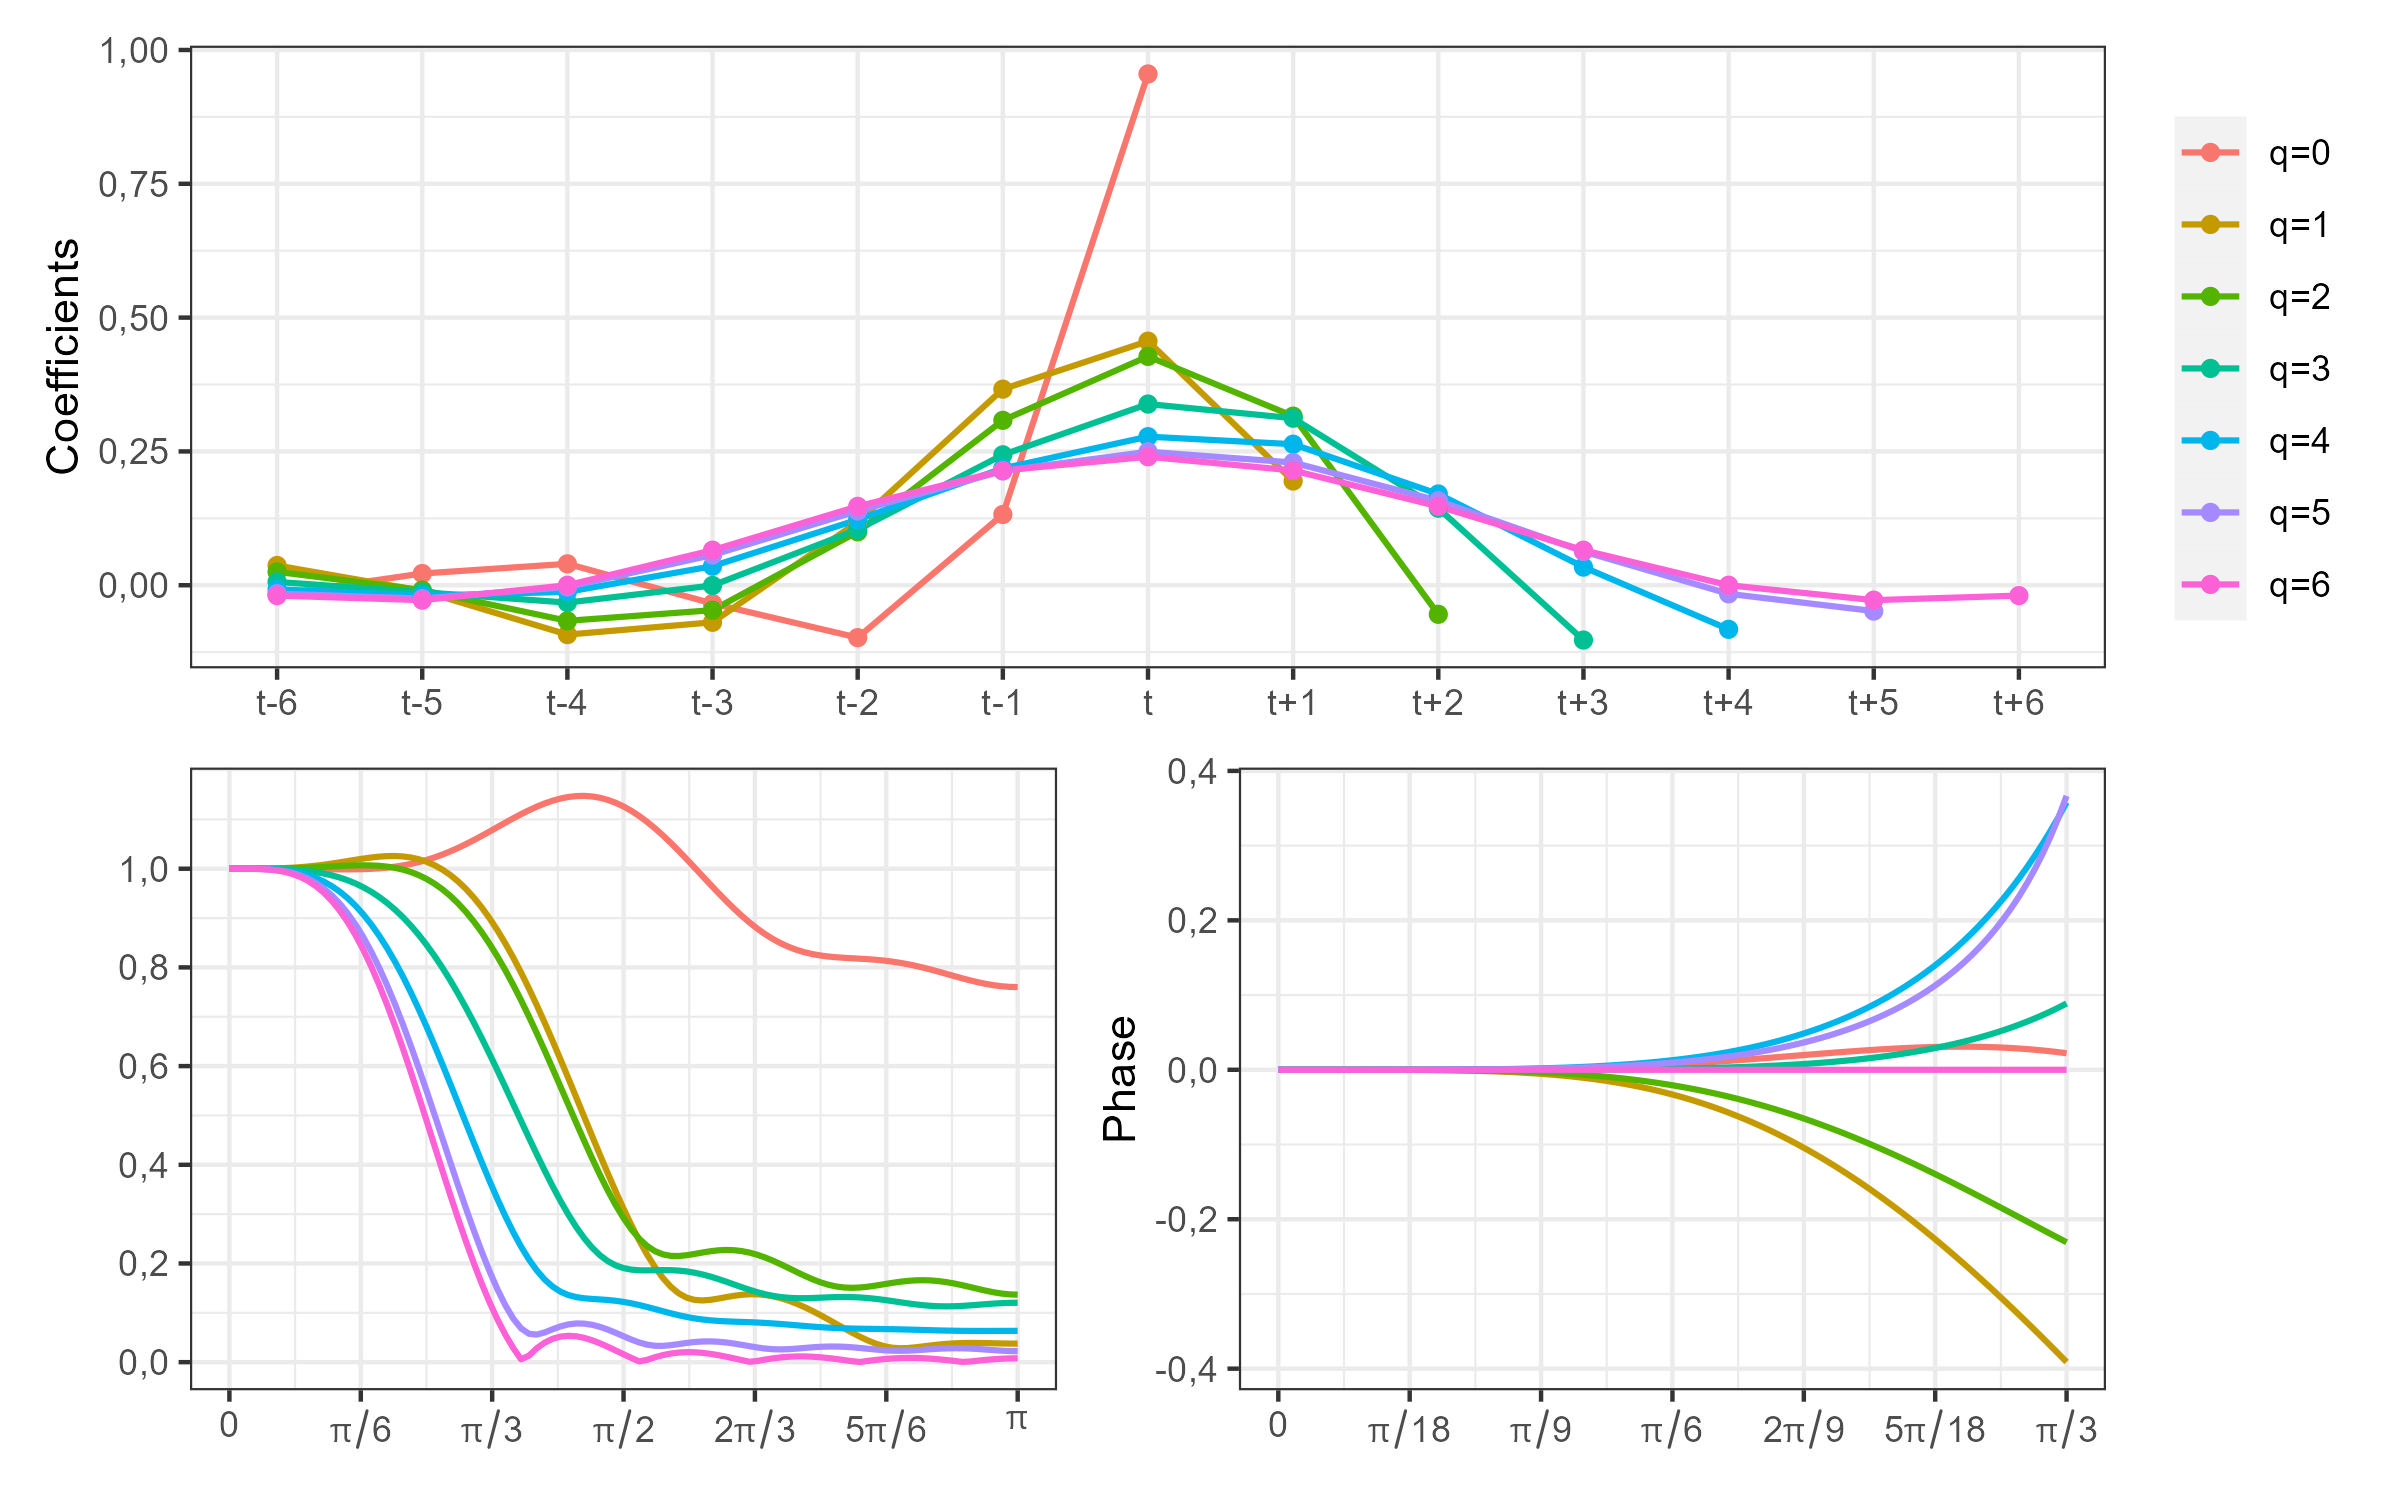 Coefficients
1,00
0,75
0,50
0,25
0,00
t-6 t-5 t-4 t-3 t-2 t-1 t t+1 t+2 t+3 t+4 t+5 t+6
q=0
q=1
q=2
q=3
q=4
q=5
q=6
1,0
0,8
0,6
0,4
0,2
0,0
0 π/6 π/3 π/2 2π/3 5π/6 π
Phase
0,4
0,2
0,0
-0,2
-0,4
0 π/18 π/9 π/6 2π/9 5π/18 π/3